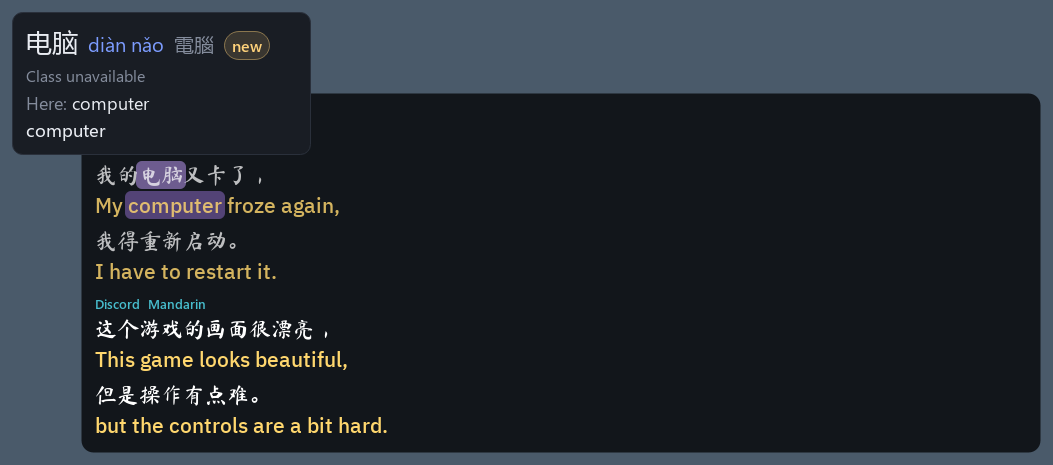 电脑 diàn nǎo 電腦 new
Class unavailable
Here: computer
computer
我的电脑又卡了，
My computer froze again,
我得重新启动。
I have to restart it.
Discord Mandarin
这个游戏的画面很漂亮，
This game looks beautiful,
但是操作有点难。
but the controls are a bit hard.